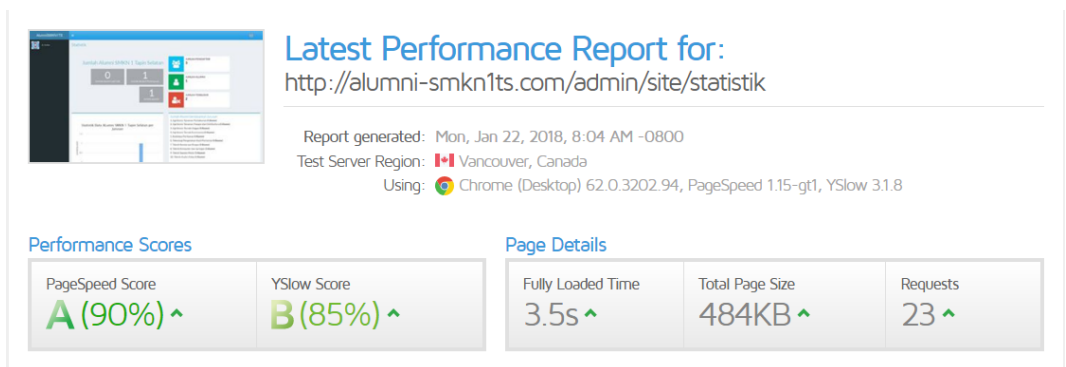 Latest Performance Report for:
http://alumni-smkn1ts.com/admin/site/statistik
Report generated: Mon, Jan 22, 2018, 8:04 AM -0800
Test Server Region: Vancouver, Canada
Using: Chrome (Desktop) 62.0.3202.94, PageSpeed 1.15-gt1, YSlow 3.1.8
Performance Scores
Page Details
PageSpeed Score
YSlow Score
Fully Loaded Time
Total Page Size
Requests
A (90%)
B (85%)
3.5s
484KB
23